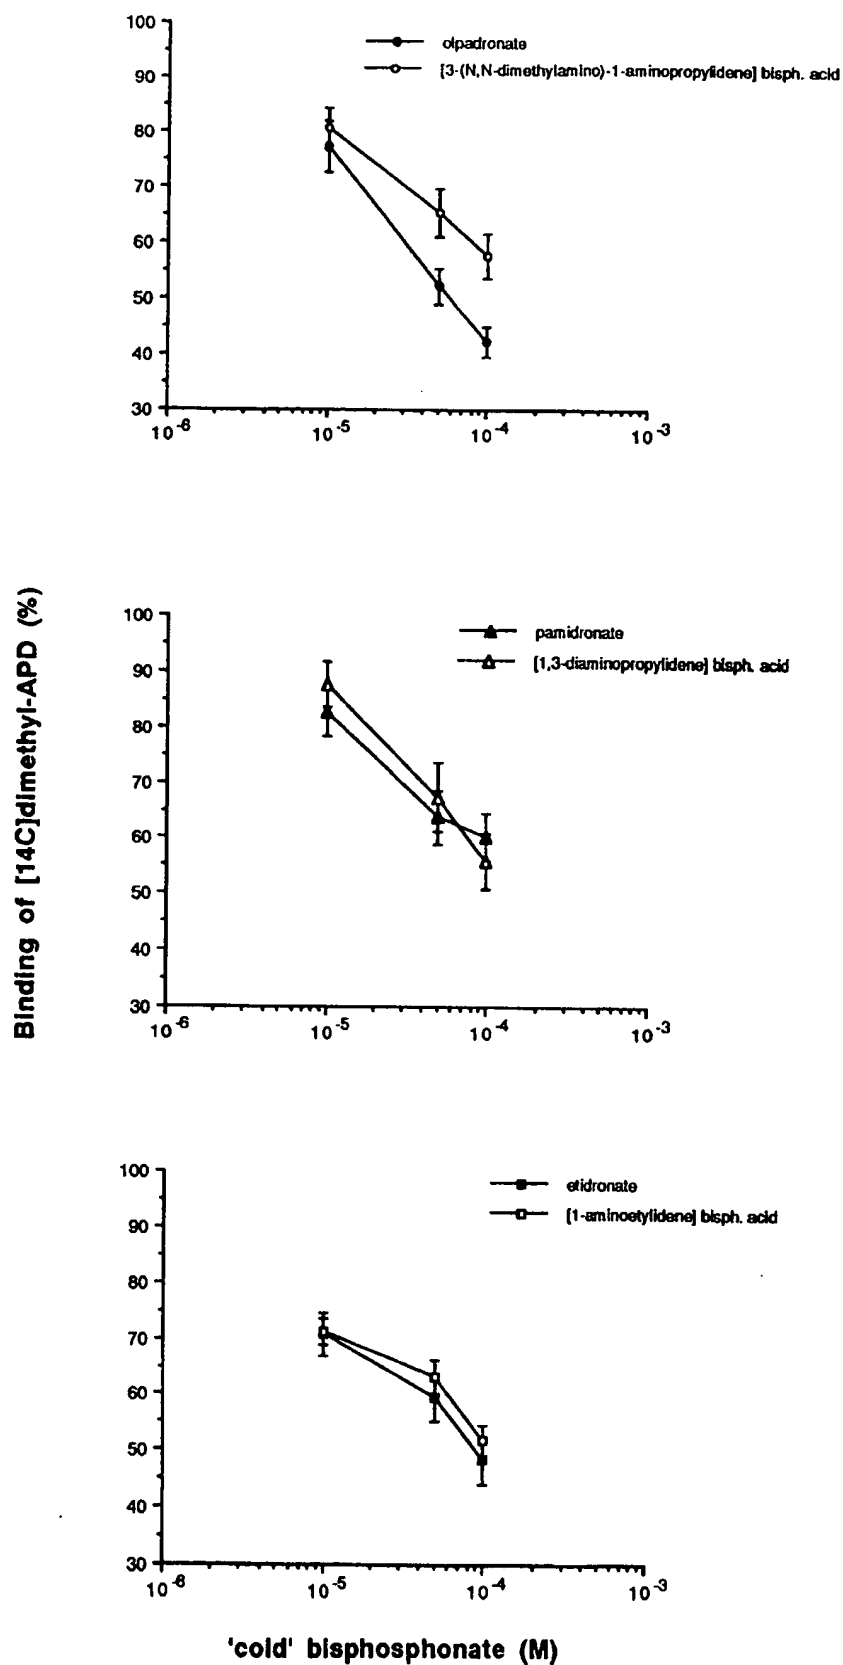 100
olpadronate
90
[3-(N,N-dimethylamino)-1-aminopropylidene] bisph. acid
80
70
60
50
40
30
10-6 10-5 10-4 10-3
Binding of [14C]dimethyl-APD (%)
100
pamidronate
90
[1,3-diaminopropylidene] bisph. acid
80
70
60
50
40
30
10-6 10-5 10-4 10-3
100
etidronate
90
[1-aminoetylidene] bisph. acid
80
70
60
50
40
30
10-6 10-5 10-4 10-3
'cold' bisphosphonate (M)